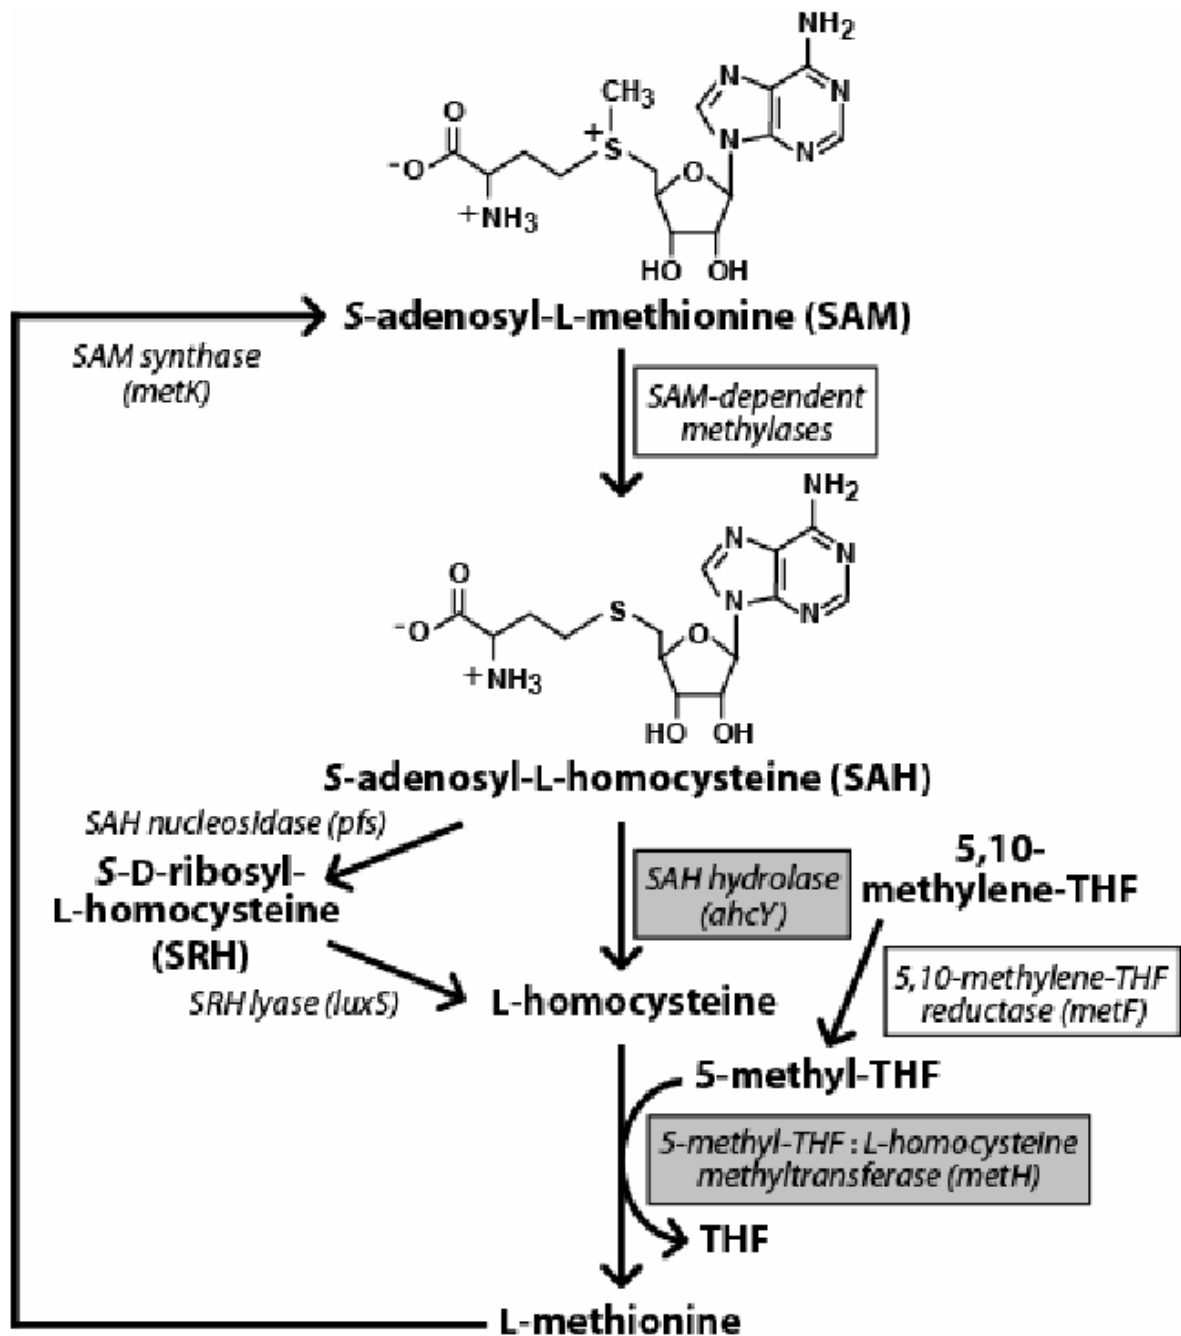 NH2
N
N
CH3
O
+
S
N
N
-O
O
+NH3
HO OH
S-adenosyl-L-methionine (SAM)
SAM synthase
(metK)
SAM-dependent
methylases
NH2
N
N
O
S
N
N
-O
O
+NH3
HO OH
S-adenosyl-L-homocysteine (SAH)
SAH nucleosidase (pfs)
S-D-ribosyl-
L-homocysteine
(SRH)
SRH lyase (luxS)
SAH hydrolase
(ahcY)
5,10-
methylene-THF
5,10-methylene-THF
reductase (metF)
L-homocysteine
5-methyl-THF
5-methyl-THF : L-homocysteine
methyltransferase (metH)
THF
L-methionine